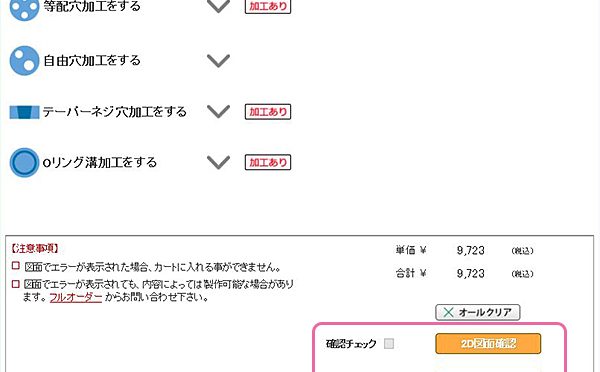 等配穴加工をする
加工あり
自由穴加工をする
テーパーネジ穴加工をする
加工あり
Oリング溝加工をする
加工あり
【注意事項】
図面でエラーが表示された場合、カートに入れる事ができません。
図面でエラーが表示されても、内容によっては製作可能な場合があり
ます。フルオーダー からお問い合わせ下さい。
単価 ¥ 9,723 (税込)
合計 ¥ 9,723 (税込)
オールクリア
確認チェック
2D図面確認